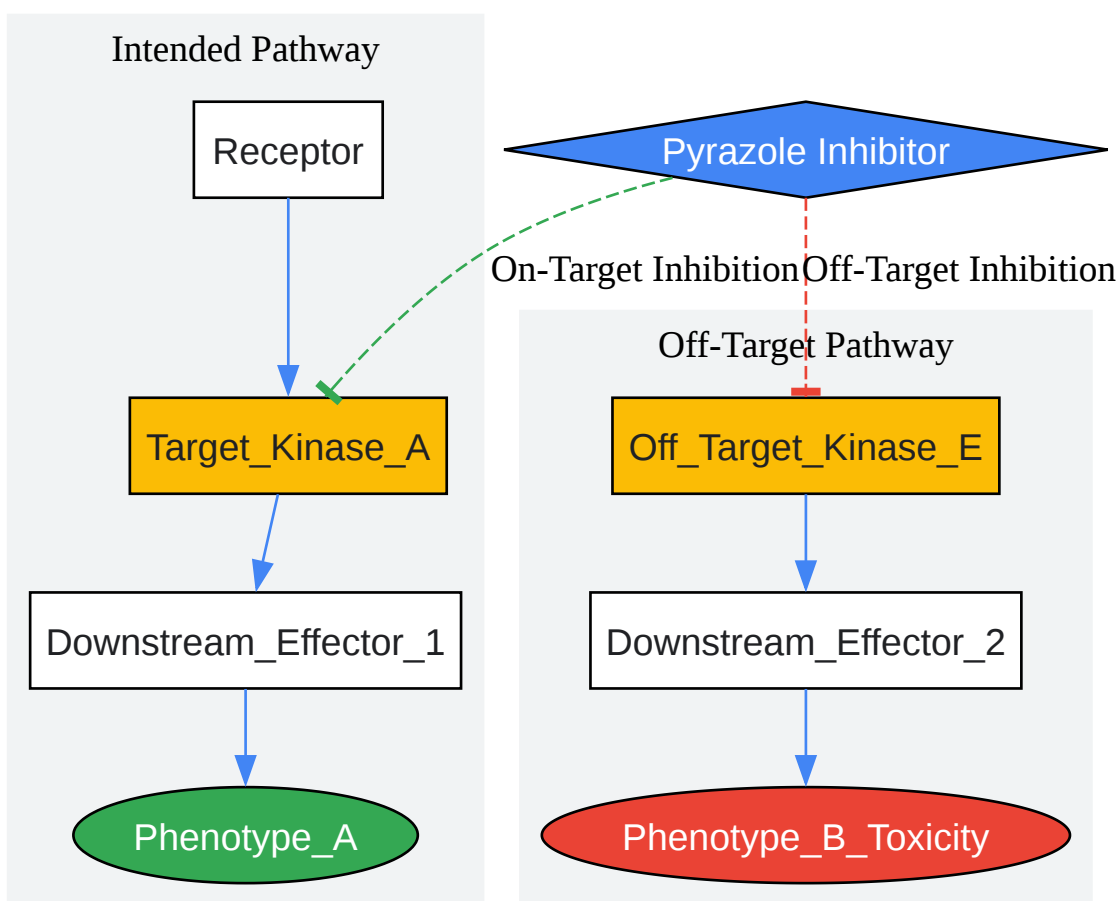 Intended Pathway
Receptor
Pyrazole Inhibitor
On-Target Inhibition
Off-Target Inhibition
Off-Target Pathway
Target_Kinase_A
Off_Target_Kinase_E
Downstream_Effector_1
Downstream_Effector_2
Phenotype_A
Phenotype_B_Toxicity